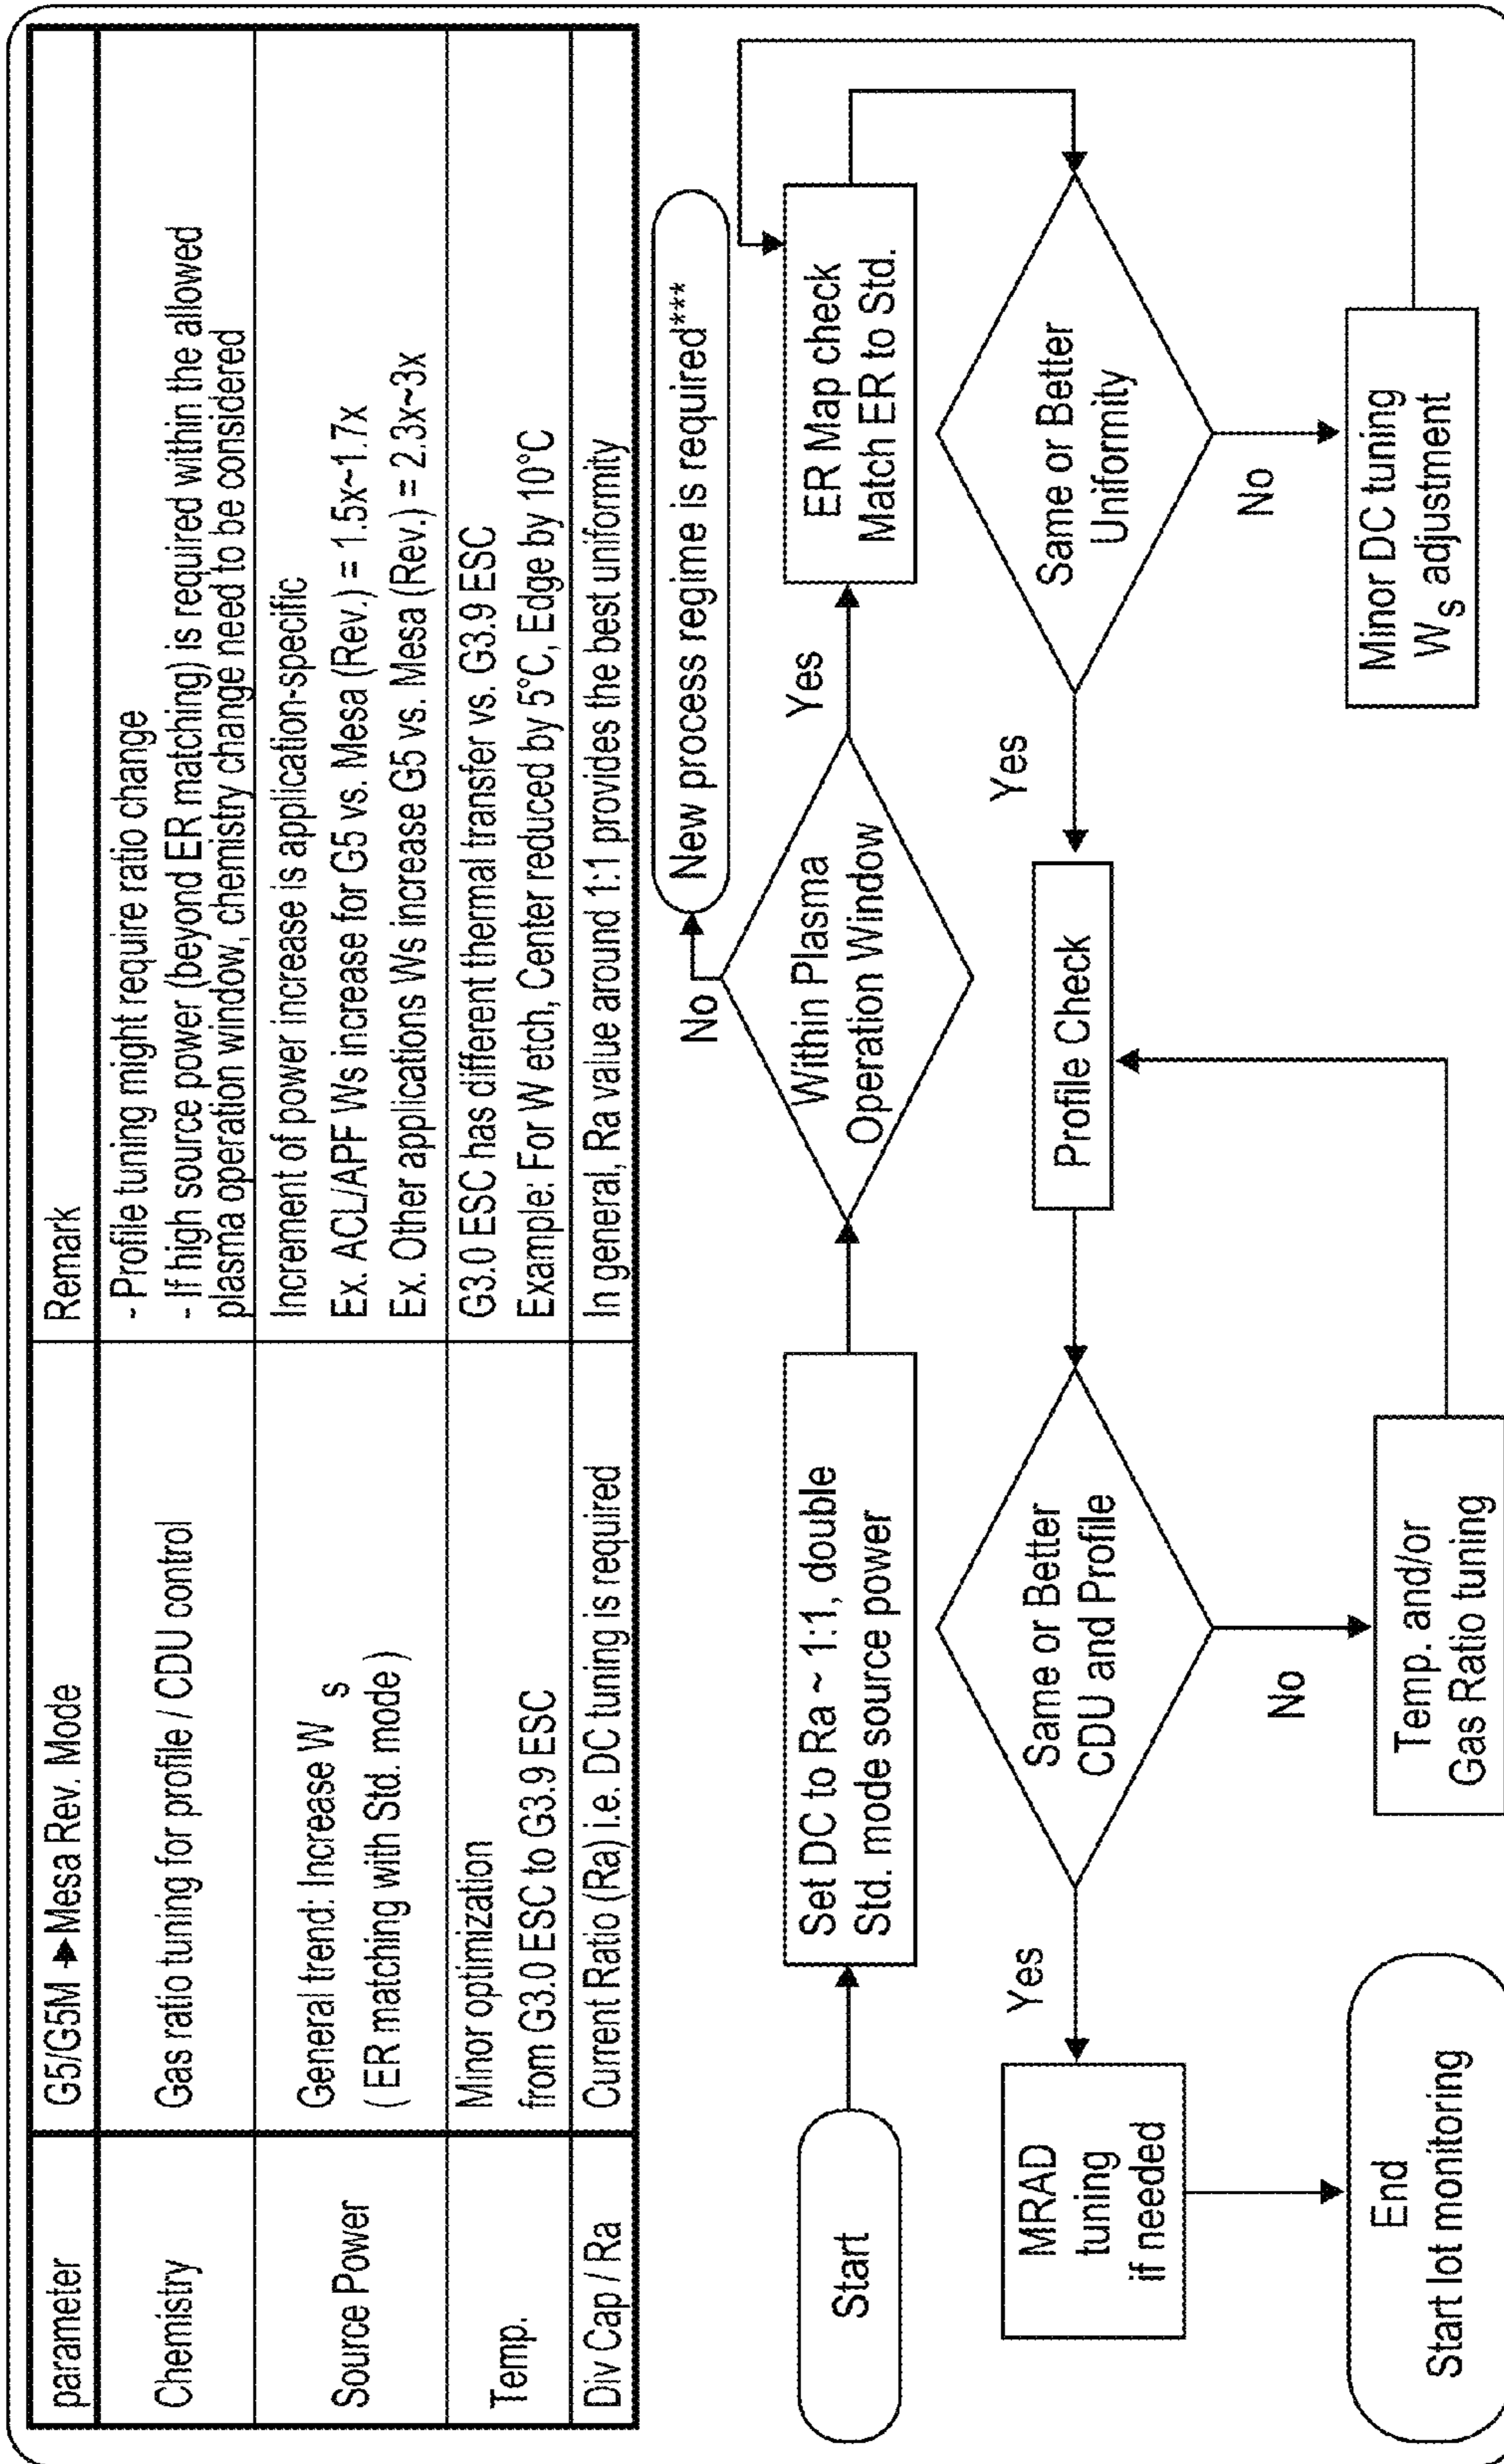 parameter
G5/G5M → Mesa Rev. Mode
Remark
Chemistry
Gas ratio tuning for profile / CDU control
- Profile tuning might require ratio change
- If high source power (beyond ER matching) is required within the allowed
plasma operation window, chemistry change need to be considered
Source Power
General trend: Increase W s
( ER matching with Std. mode )
Increment of power increase is application-specific
Ex. ACL/APF Ws increase for G5 vs. Mesa (Rev.) = 1.5x~1.7x
Ex. Other applications Ws increase G5 vs. Mesa (Rev.) = 2.3x~3x
Temp.
Minor optimization
from G3.0 ESC to G3.9 ESC
G3.0 ESC has different thermal transfer vs. G3.9 ESC
Example: For W etch, Center reduced by 5°C, Edge by 10°C
Div Cap / Ra
Current Ratio (Ra) i.e. DC tuning is required
In general, Ra value around 1:1 provides the best uniformity
Start
Set DC to Ra ~ 1:1, double
Std. mode source power
Within Plasma
Operation Window
No
New process regime is required***
Yes
ER Map check
Match ER to Std.
Same or Better
Uniformity
No
Minor DC tuning
Ws adjustment
Yes
Profile Check
Same or Better
CDU and Profile
No
Temp. and/or
Gas Ratio tuning
Yes
MRAD
tuning
if needed
End
Start lot monitoring